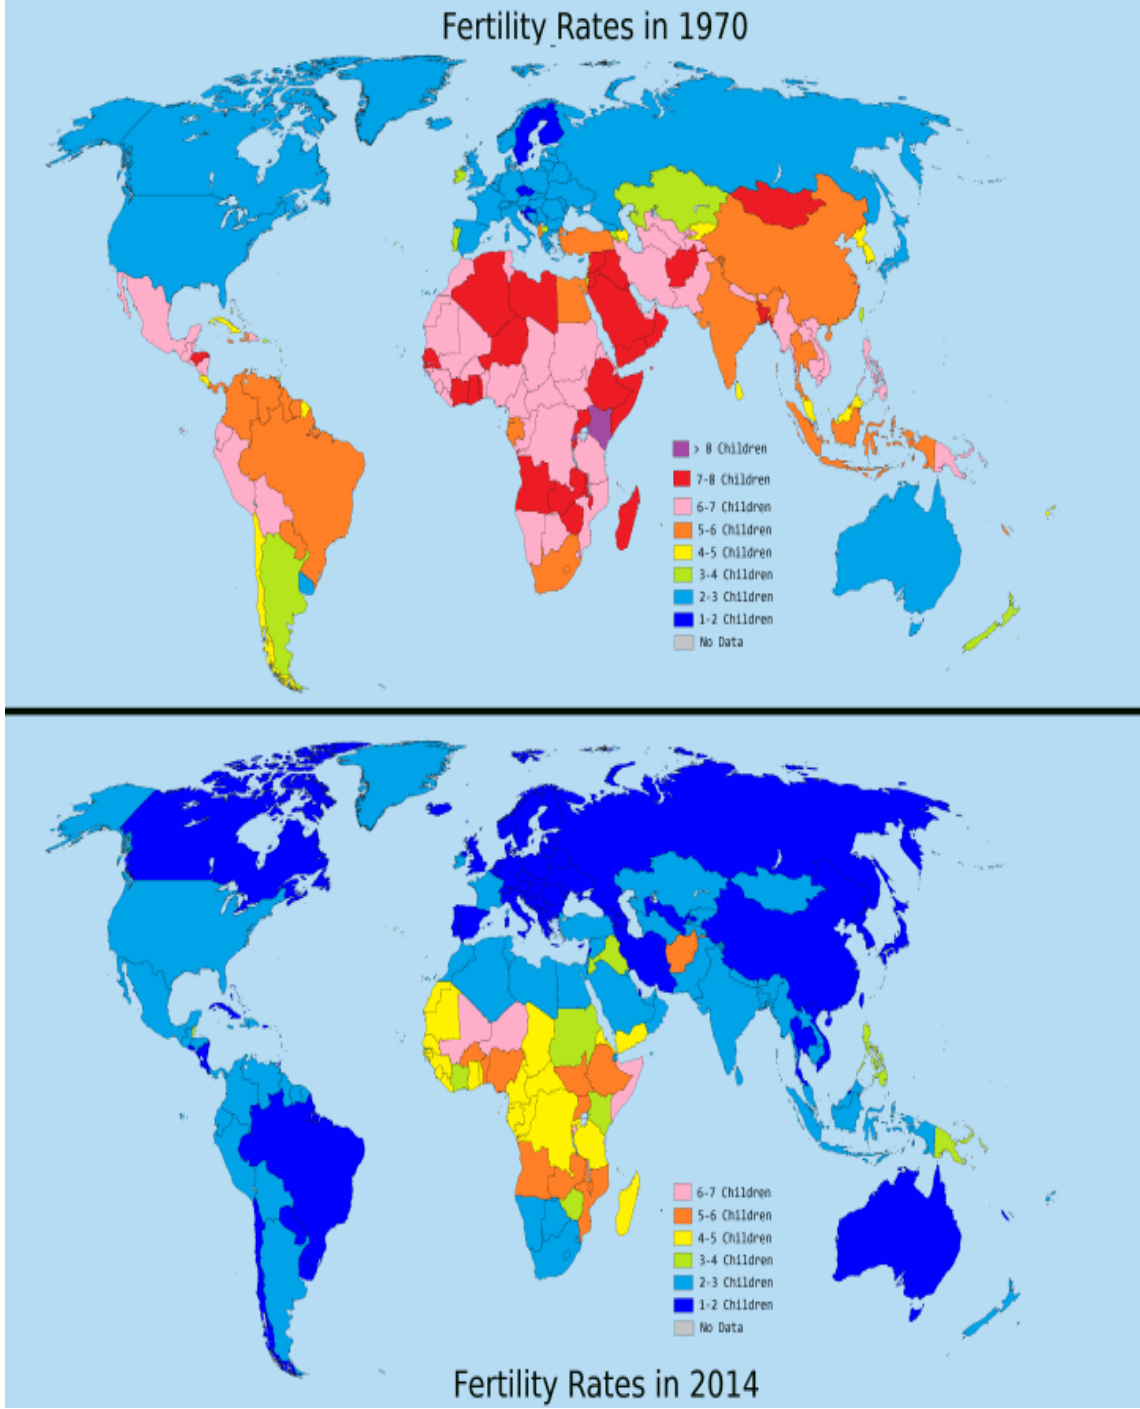 Fertility Rates in 1970
> 8 Children
7-8 Children
6-7 Children
5-6 Children
4-5 Children
3-4 Children
2-3 Children
1-2 Children
No Data
6-7 Children
5-6 Children
4-5 Children
3-4 Children
2-3 Children
1-2 Children
No Data
Fertility Rates in 2014